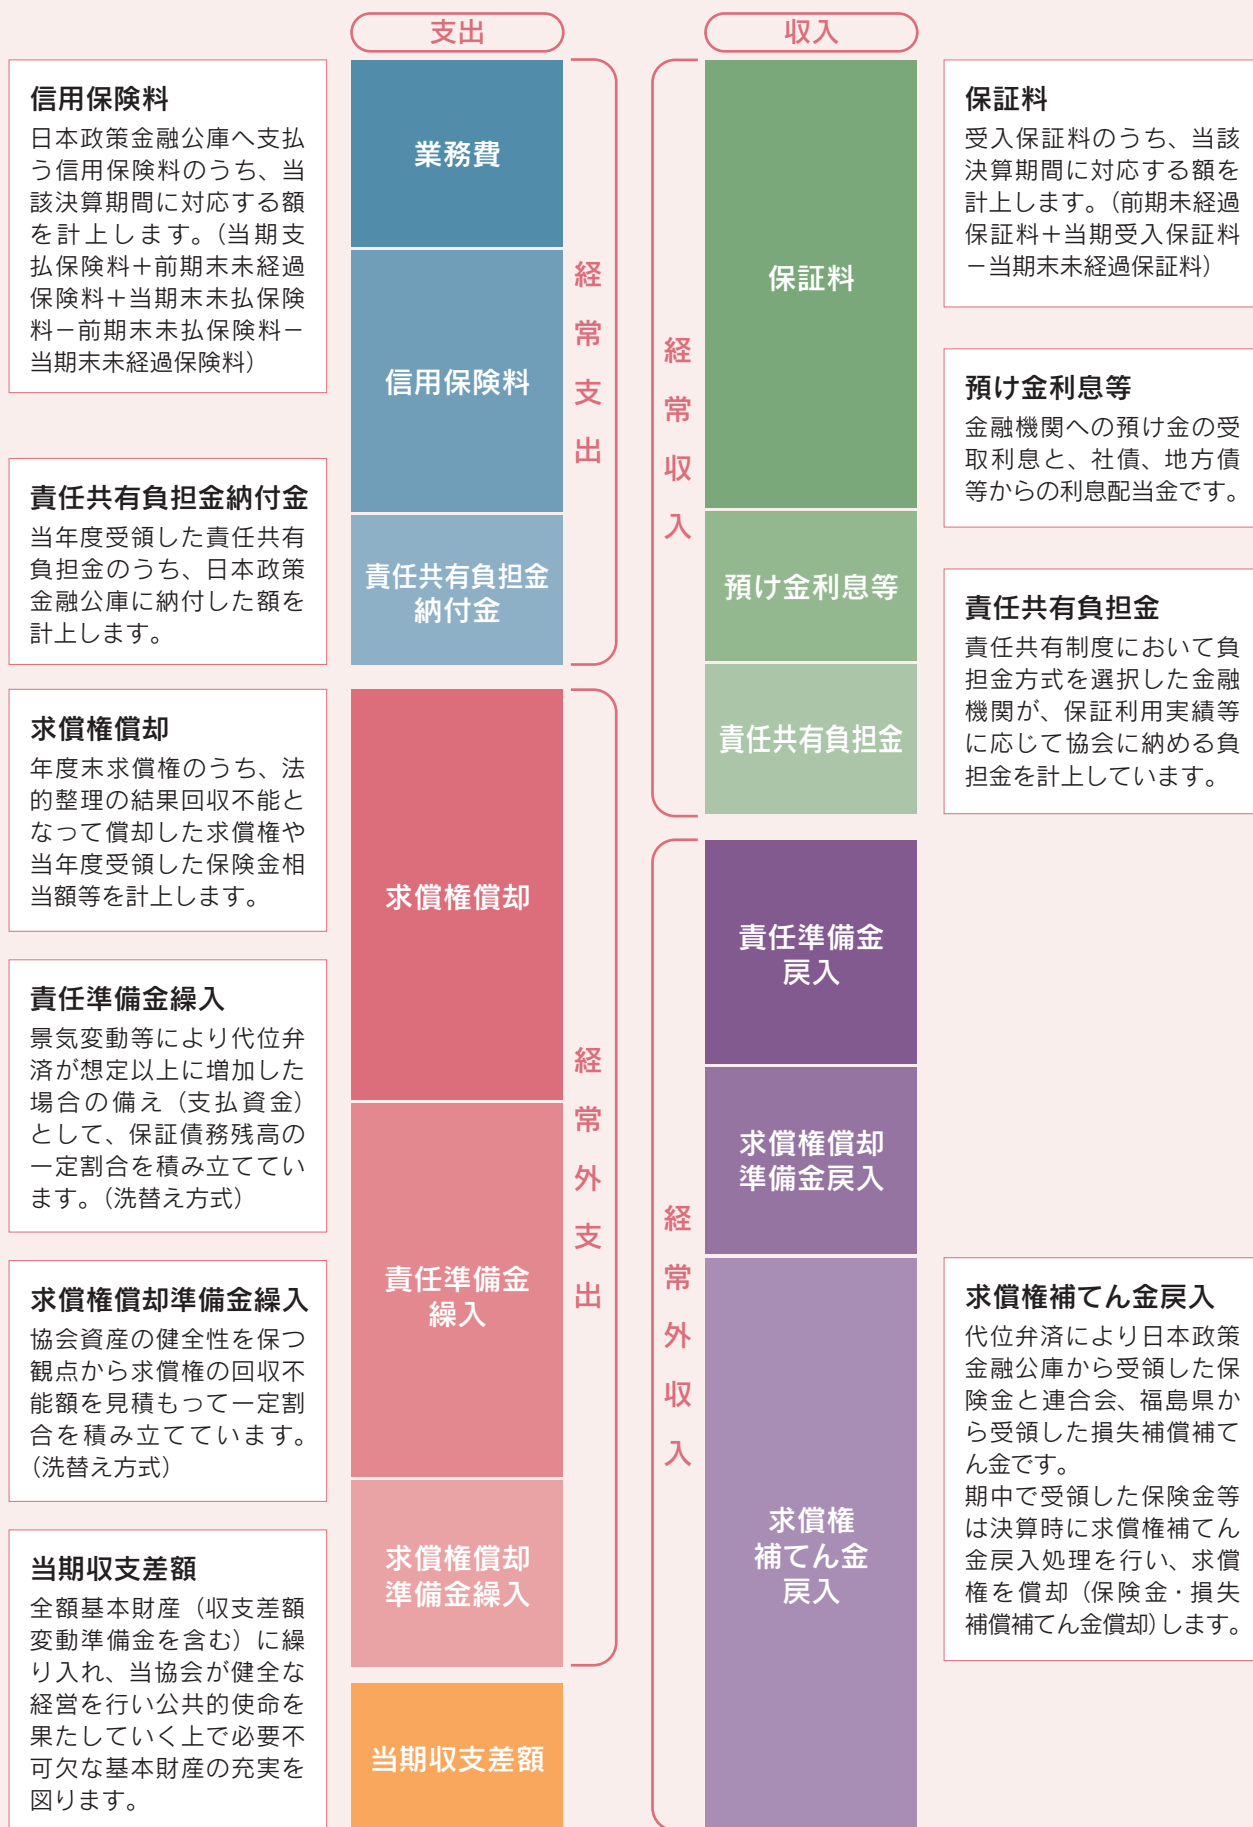 支出
収入
信用保険料
日本政策金融公庫へ支払
う信用保険料のうち、当
該決算期間に対応する額
を計上します。（当期支
払保険料＋前期末未経過
保険料＋当期末未払保険
料－前期末未払保険料－
当期末未経過保険料）
責任共有負担金納付金
当年度受領した責任共有
負担金のうち、日本政策
金融公庫に納付した額を
計上します。
求償権償却
年度末求償権のうち、法
的整理の結果回収不能と
なって償却した求償権や
当年度受領した保険金相
当額等を計上します。
責任準備金繰入
景気変動等により代位弁
済が想定以上に増加した
場合の備え（支払資金）
として、保証債務残高の
一定割合を積み立ててい
ます。（洗替え方式）
求償権償却準備金繰入
協会資産の健全性を保つ
観点から求償権の回収不
能額を見積もって一定割
合を積み立てています。
（洗替え方式）
当期収支差額
全額基本財産（収支差額
変動準備金を含む）に繰
り入れ、当協会が健全な
経営を行い公共的使命を
果たしていく上で必要不
可欠な基本財産の充実を
図ります。
業務費
信用保険料
責任共有負担金
納付金
経常支出
求償権償却
責任準備金
繰入
求償権償却
準備金繰入
経常外支出
当期収支差額
経常収入
保証料
預け金利息等
責任共有負担金
経常外収入
責任準備金
戻入
求償権償却
準備金戻入
求償権
補てん金
戻入
保証料
受入保証料のうち、当該
決算期間に対応する額を
計上します。（前期未経過
保証料＋当期受入保証料
－当期末未経過保証料）
預け金利息等
金融機関への預け金の受
取利息と、社債、地方債
等からの利息配当金です。
責任共有負担金
責任共有制度において負
担金方式を選択した金融
機関が、保証利用実績等
に応じて協会に納める負
担金を計上しています。
求償権補てん金戻入
代位弁済により日本政策
金融公庫から受領した保
険金と連合会、福島県か
ら受領した損失補償補て
ん金です。
期中で受領した保険金等
は決算時に求償権補てん
金戻入処理を行い、求償
権を償却（保険金・損失
補償補てん金償却）します。